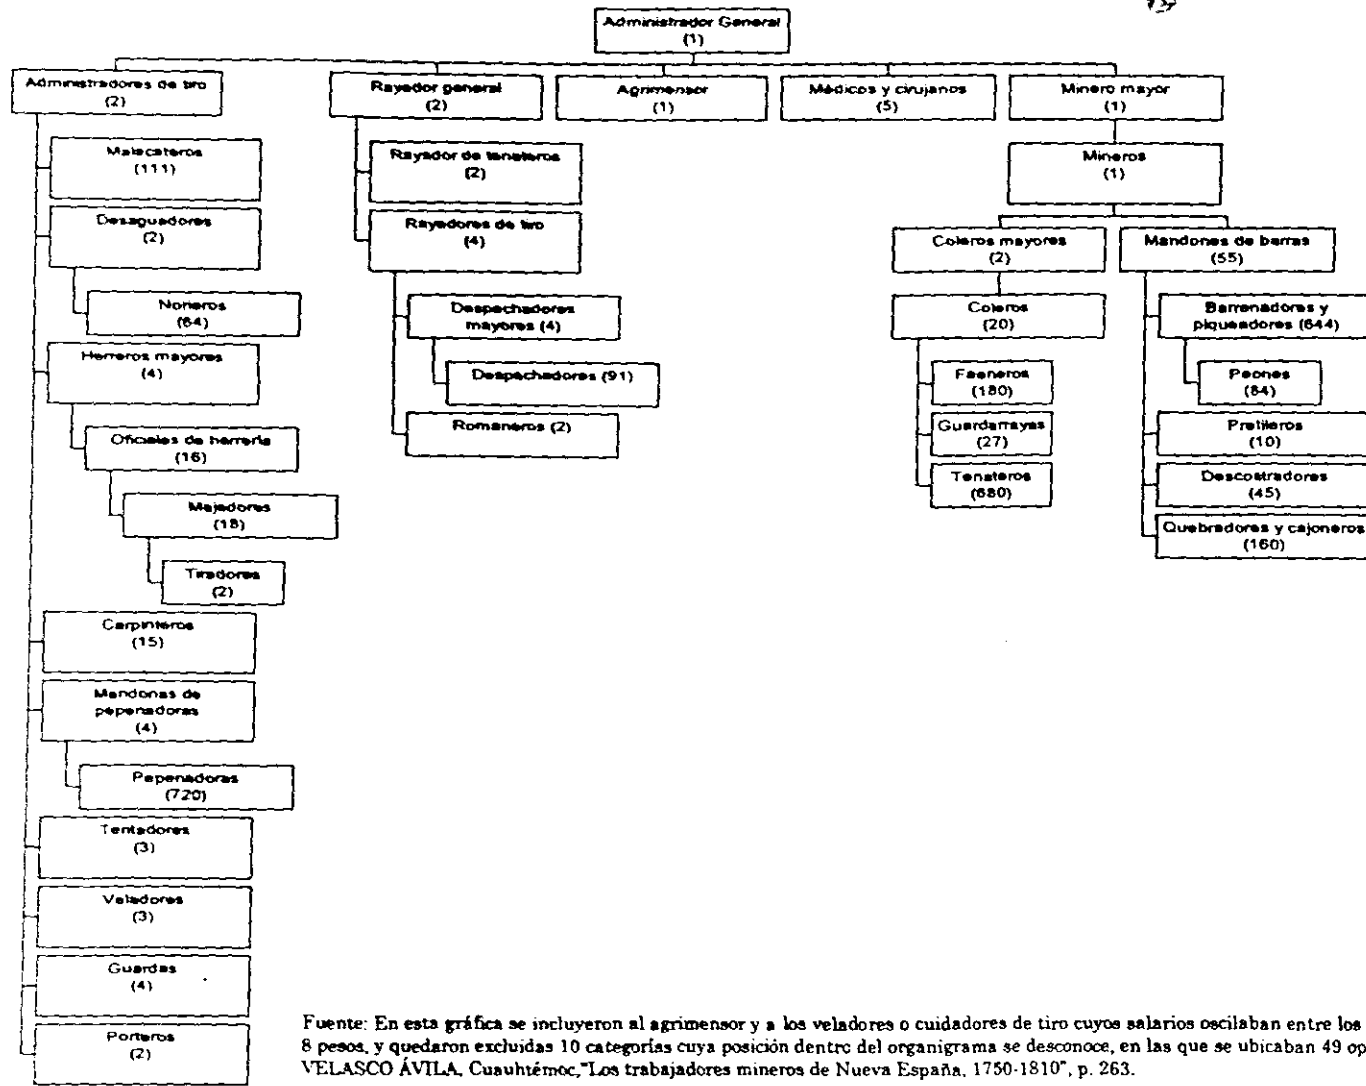 Administrador General
(1)
Administradores de tiro
(2)
Malacateros
(111)
Desaguadores
(2)
Norieros
(64)
Herreros mayores
(4)
Oficiales de herrería
(16)
Majadores
(18)
Tiradores
(2)
Carpinteros
(15)
Mandonas de
pepenadoras
(4)
Pepenadoras
(720)
Tentadores
(3)
Veladores
(3)
Guardas
(4)
Porteros
(2)
Rayador general
(2)
Rayador de tenateros
(2)
Rayadores de tiro
(4)
Despachadores
mayores (4)
Despachadores (91)
Romaneros (2)
Agrimensor
(1)
Médicos y cirujanos
(5)
Minero mayor
(1)
Mineros
(1)
Coleros mayores
(2)
Coleros
(20)
Faeneros
(180)
Guardarrayas
(27)
Tenateros
(680)
Mandones de barras
(55)
Barrenadores y
piqueadores (644)
Peones
(84)
Pretileros
(10)
Descostradores
(45)
Quebradores y cajoneros
(160)
Fuente: En esta gráfica se incluyeron al agrimensor y a los veladores o cuidadores de tiro cuyos salarios oscilaban entre los
8 pesos, y quedaron excluidas 10 categorías cuya posición dentro del organigrama se desconoce, en las que se ubicaban 49 op
VELASCO ÁVILA, Cuauhtémoc,"Los trabajadores mineros de Nueva España, 1750-1810", p. 263.